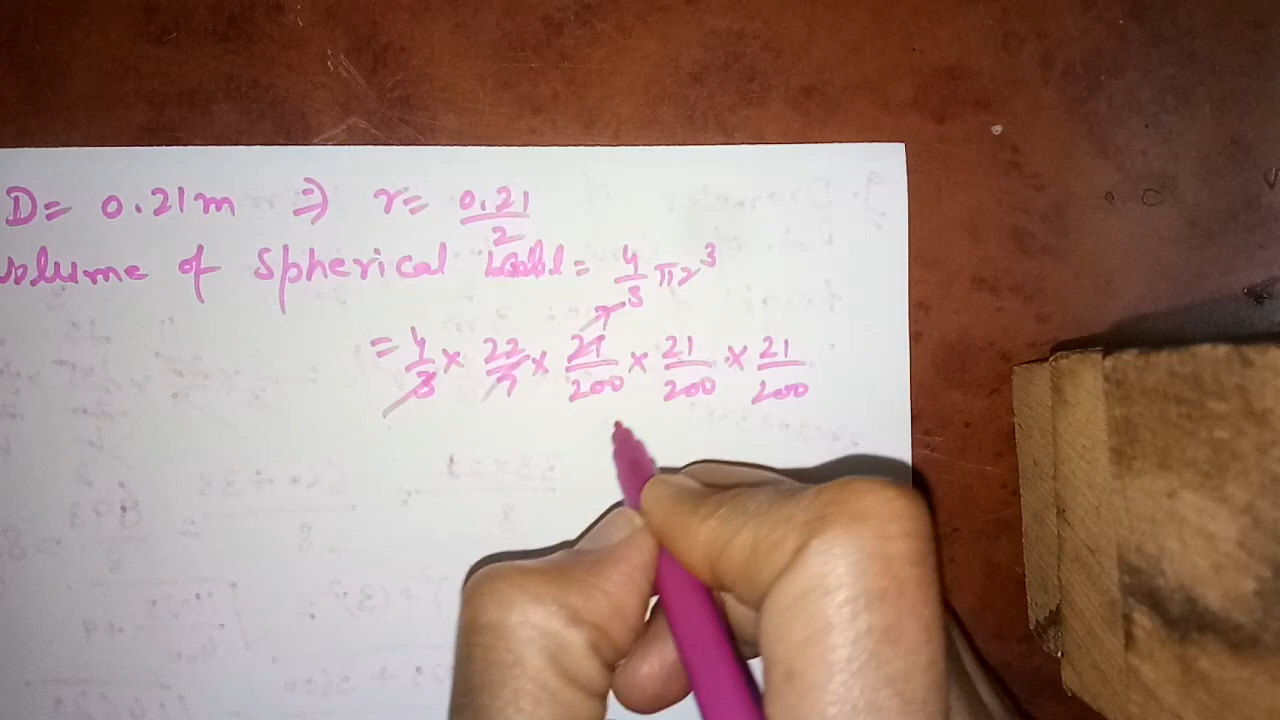 D = 0.21m ⇒ r = 0.21/2
volume of Spherical = 4/3 πr³
= 4/3 × 22/7 × 21/200 × 21/200 × 21/200